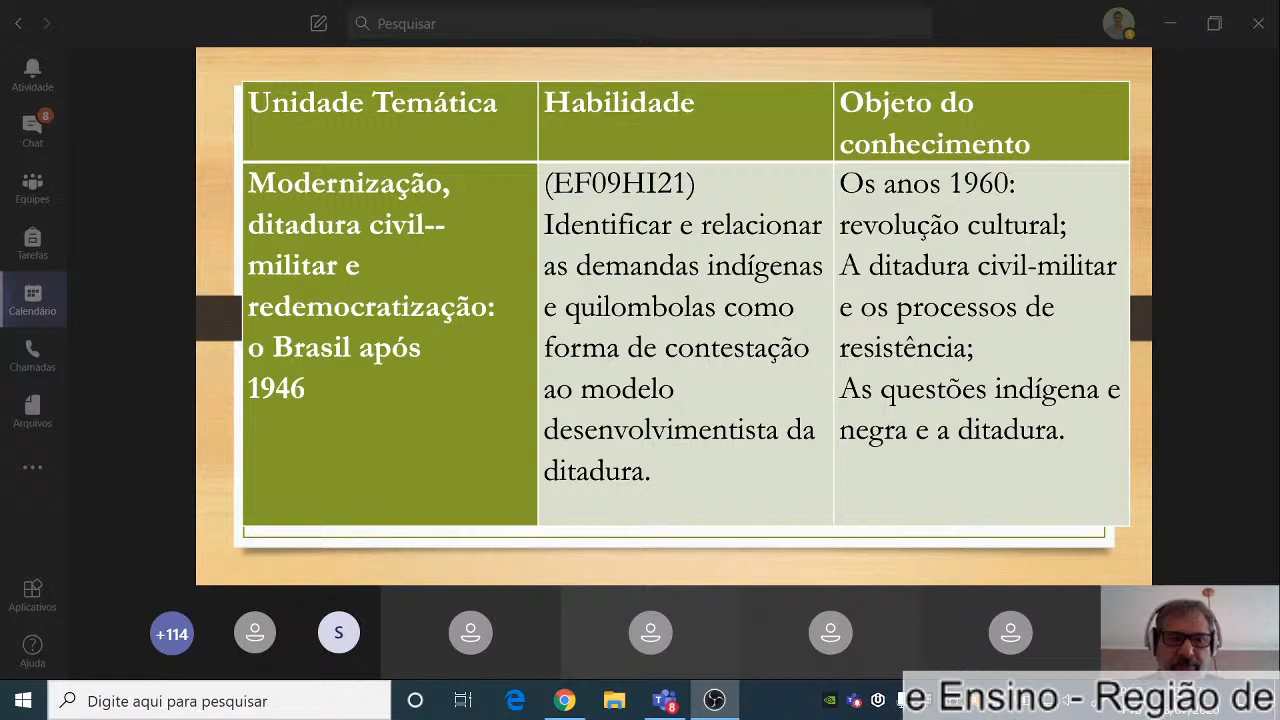 Pesquisar
Atividade
8
Chat
Equipes
Tarefas
Calendário
Chamadas
Arquivos
Aplicativos
Ajuda
Unidade Temática
Modernização,
ditadura civil--
militar e
redemocratização:
o Brasil após
1946
Habilidade
(EF09HI21)
Identificar e relacionar
as demandas indígenas
e quilombolas como
forma de contestação
ao modelo
desenvolvimentista da
ditadura.
Objeto do
conhecimento
Os anos 1960:
revolução cultural;
A ditadura civil-militar
e os processos de
resistência;
As questões indígena e
negra e a ditadura.
+114
S
Digite aqui para pesquisar
8
e Ensino - Região de